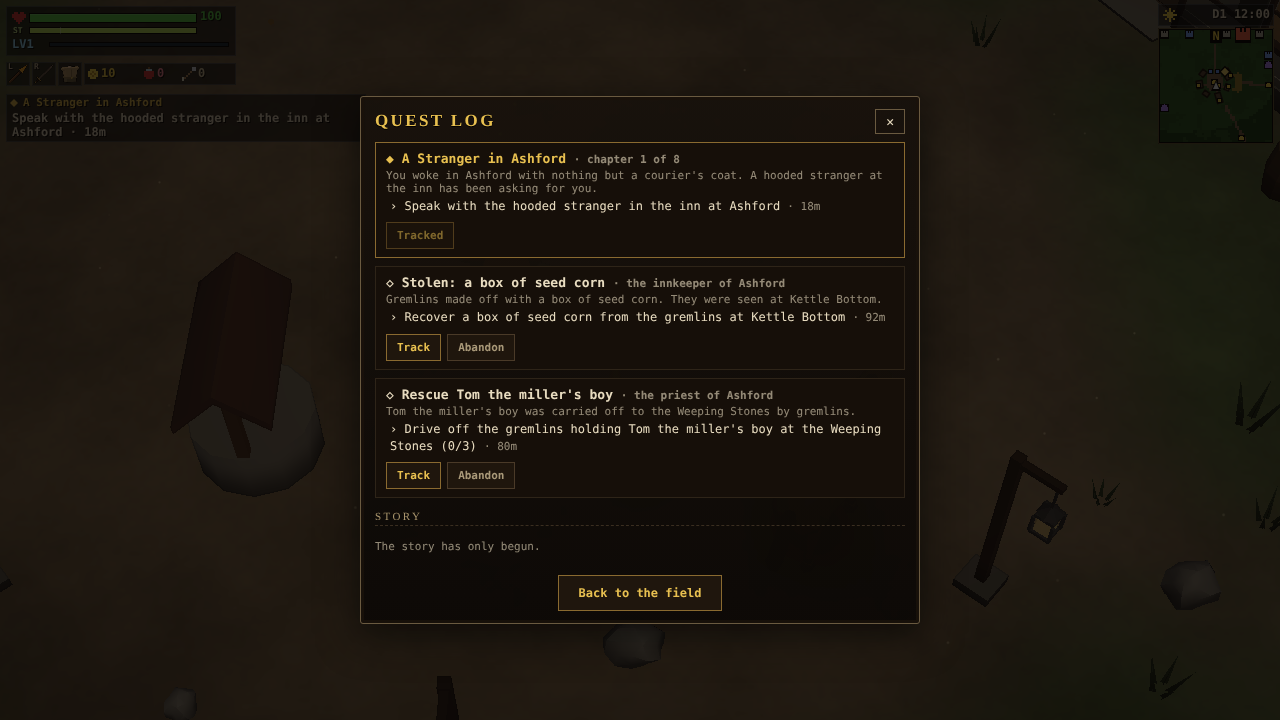 100
ST
LV1
L
R
10
0
0
◆ A Stranger in Ashford
Speak with the hooded stranger in the inn at
Ashford · 18m
D1 12:00
N
QUEST LOG
×
◆ A Stranger in Ashford · chapter 1 of 8
You woke in Ashford with nothing but a courier's coat. A hooded stranger at
the inn has been asking for you.
› Speak with the hooded stranger in the inn at Ashford · 18m
Tracked
◇ Stolen: a box of seed corn · the innkeeper of Ashford
Gremlins made off with a box of seed corn. They were seen at Kettle Bottom.
› Recover a box of seed corn from the gremlins at Kettle Bottom · 92m
Track
Abandon
◇ Rescue Tom the miller's boy · the priest of Ashford
Tom the miller's boy was carried off to the Weeping Stones by gremlins.
› Drive off the gremlins holding Tom the miller's boy at the Weeping
Stones (0/3) · 80m
Track
Abandon
STORY
The story has only begun.
Back to the field